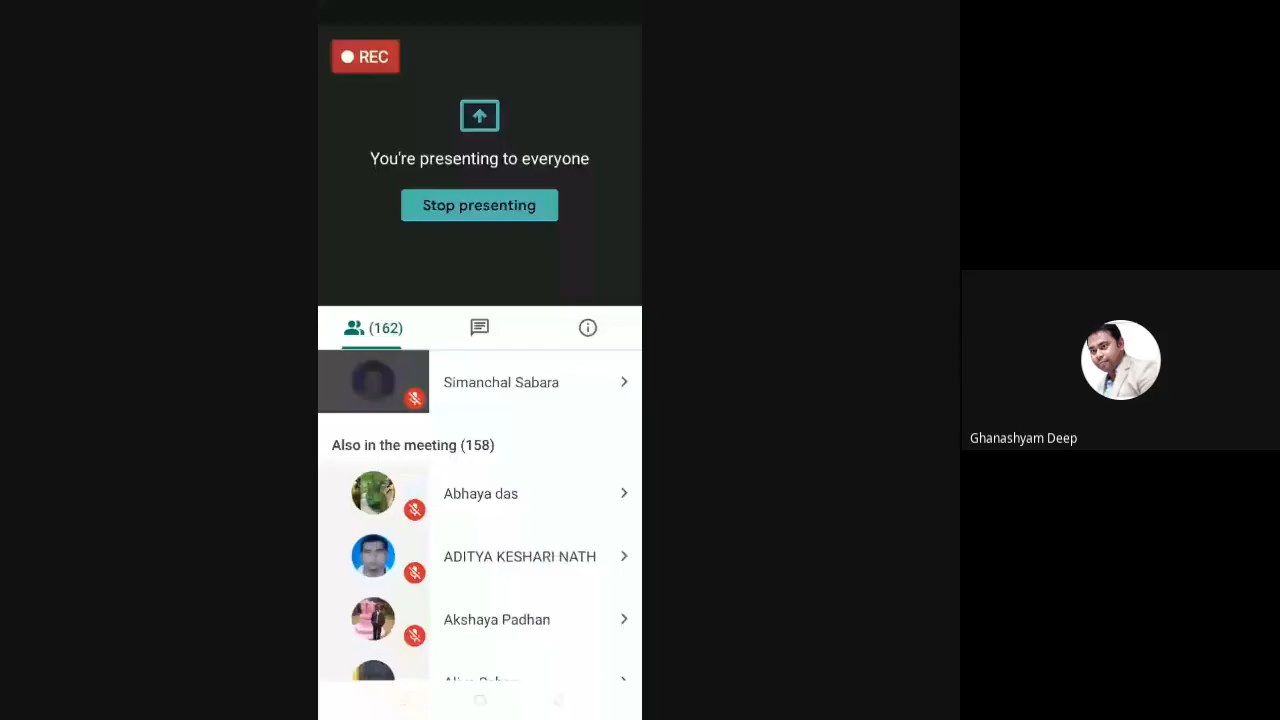 REC
You're presenting to everyone
Stop presenting
(162)
Simanchal Sabara
Also in the meeting (158)
Abhaya das
ADITYA KESHARI NATH
Akshaya Padhan
Ghanashyam Deep